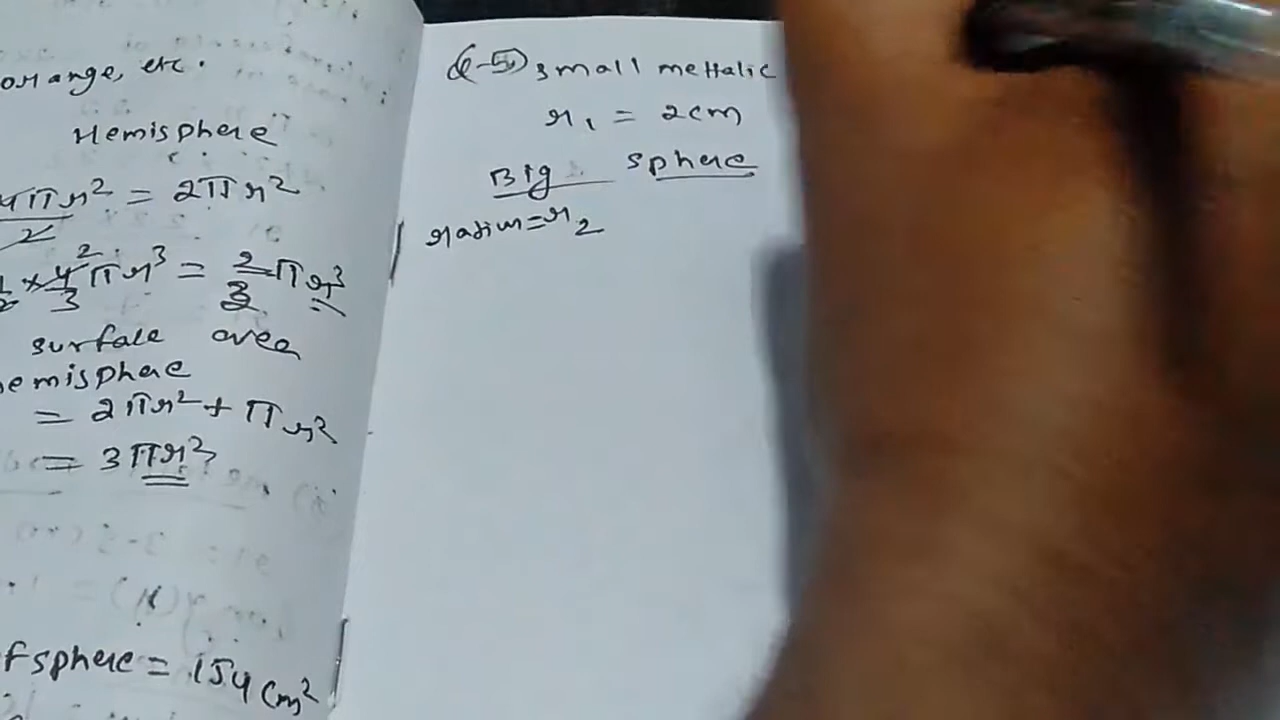 orange, etc.
Hemisphere
4πr² = 2πr²
2
1/2 × 4/3 πr³ = 2/3 πr³
surface area
hemisphere
= 2πr² + πr²
= 3πr²
f sphere = 154 cm²
Q-5) small mettalic
r₁ = 2cm
Big sphere
radius = r₂